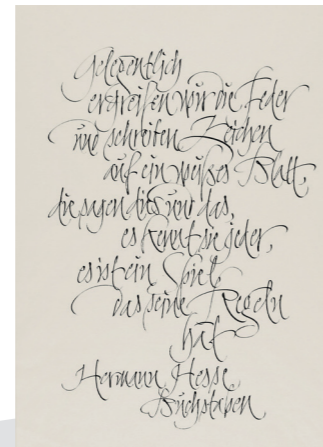 Gelegentlich
ergreifen wir die Feder
und schreiben Zeichen
auf ein weißes Blatt,
die sagen dies und das,
es kennt sie jeder,
es ist ein Spiel,
das seine Regeln
hat
Hermann Hesse,
Buchstaben